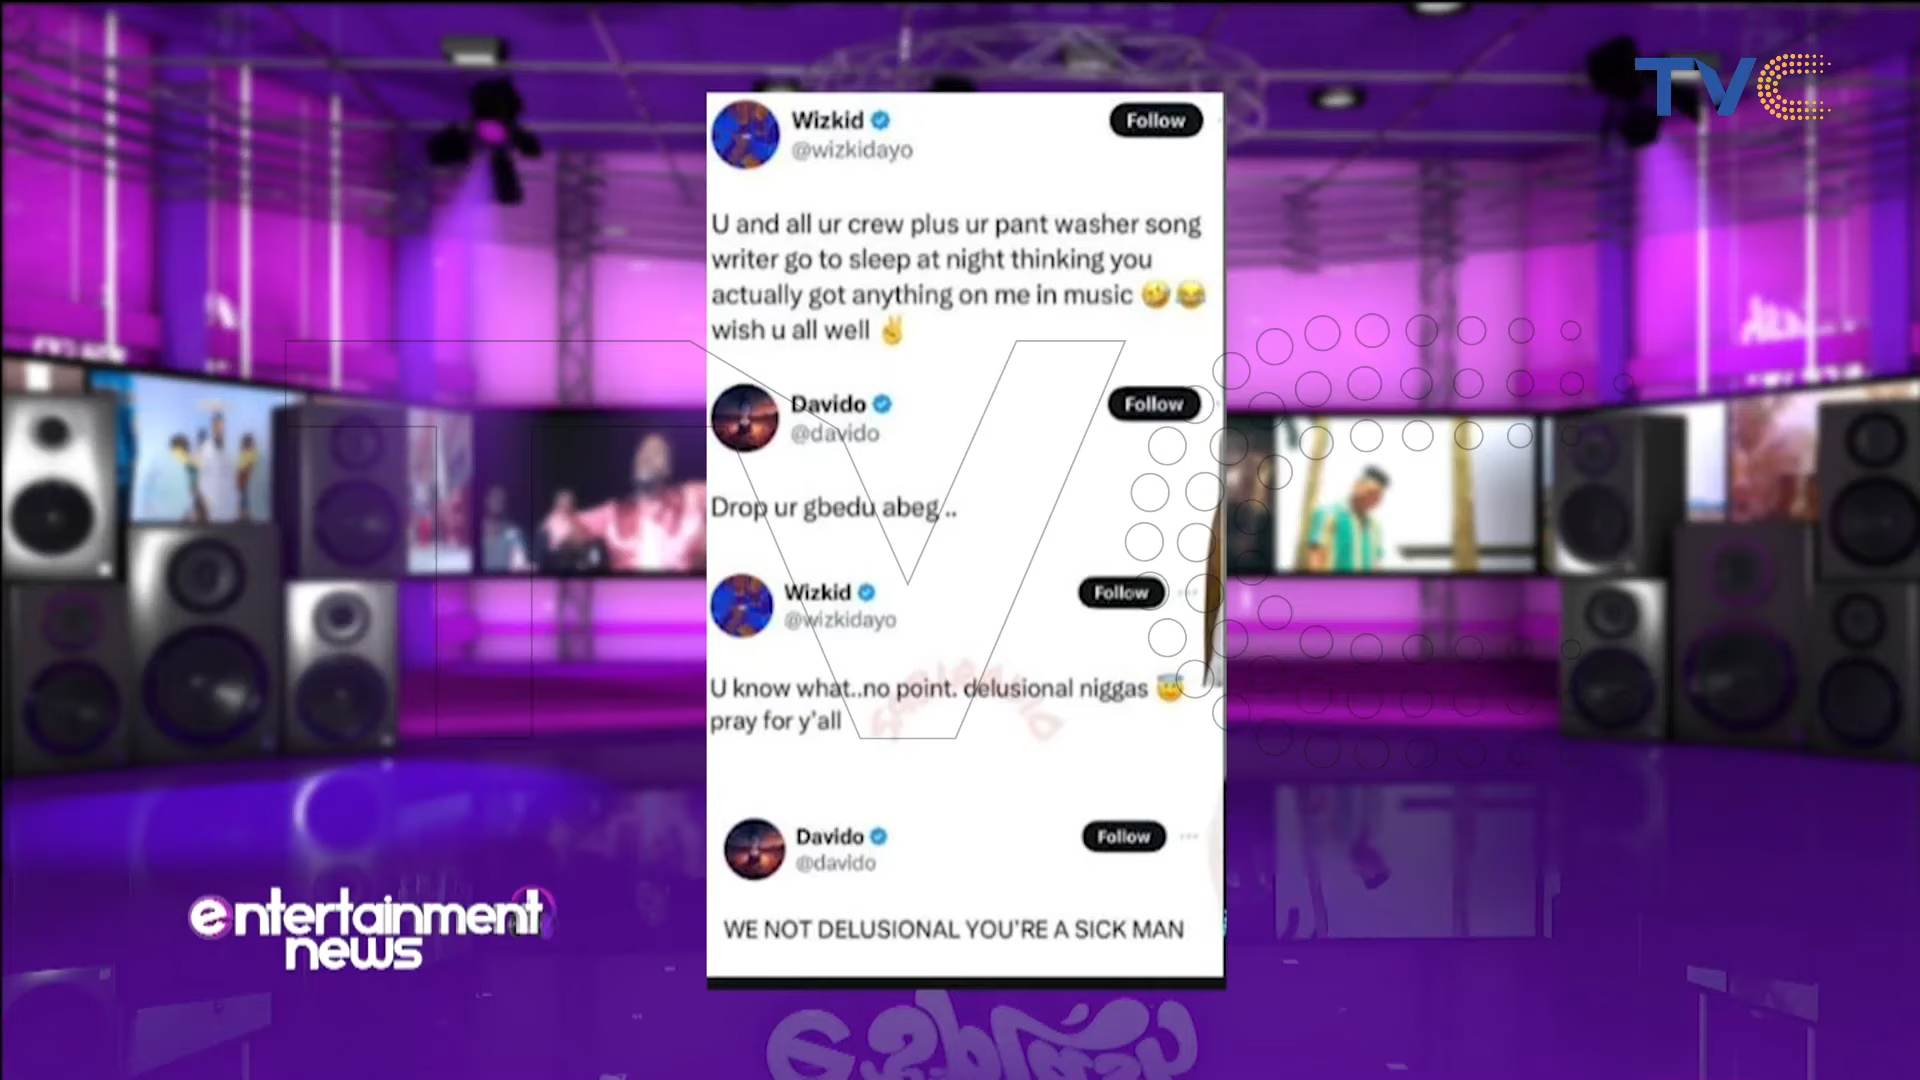 TVC
Wizkid
@wizkidayo
Follow
U and all ur crew plus ur pant washer song
writer go to sleep at night thinking you
actually got anything on me in music 🤣😂
wish u all well ✌️
Davido
@davido
Follow
Drop ur gbedu abeg ..
Wizkid
@wizkidayo
Follow
U know what..no point. delusional niggas 😇
pray for y'all
Davido
@davido
Follow
WE NOT DELUSIONAL YOU'RE A SICK MAN
entertainment
news